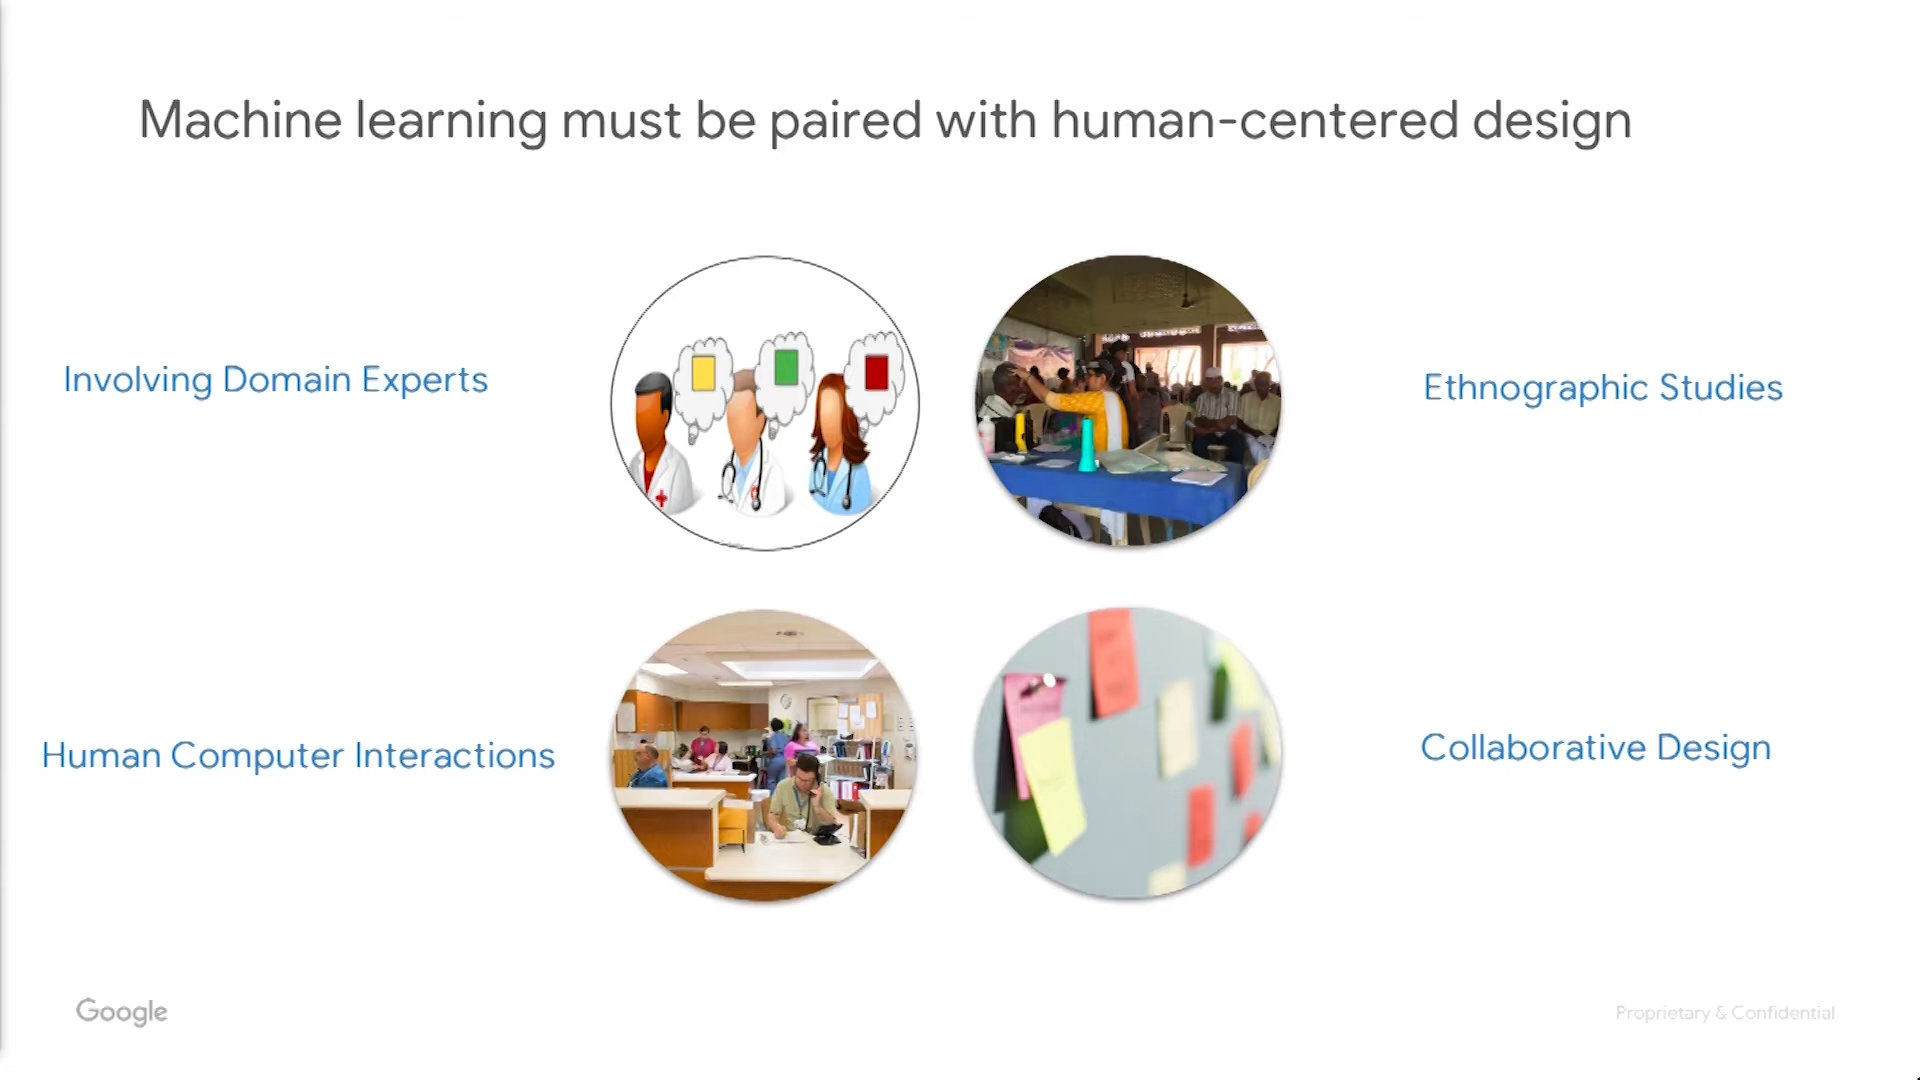 Machine learning must be paired with human-centered design
Involving Domain Experts
Ethnographic Studies
Human Computer Interactions
Collaborative Design
Google
Proprietary & Confidential